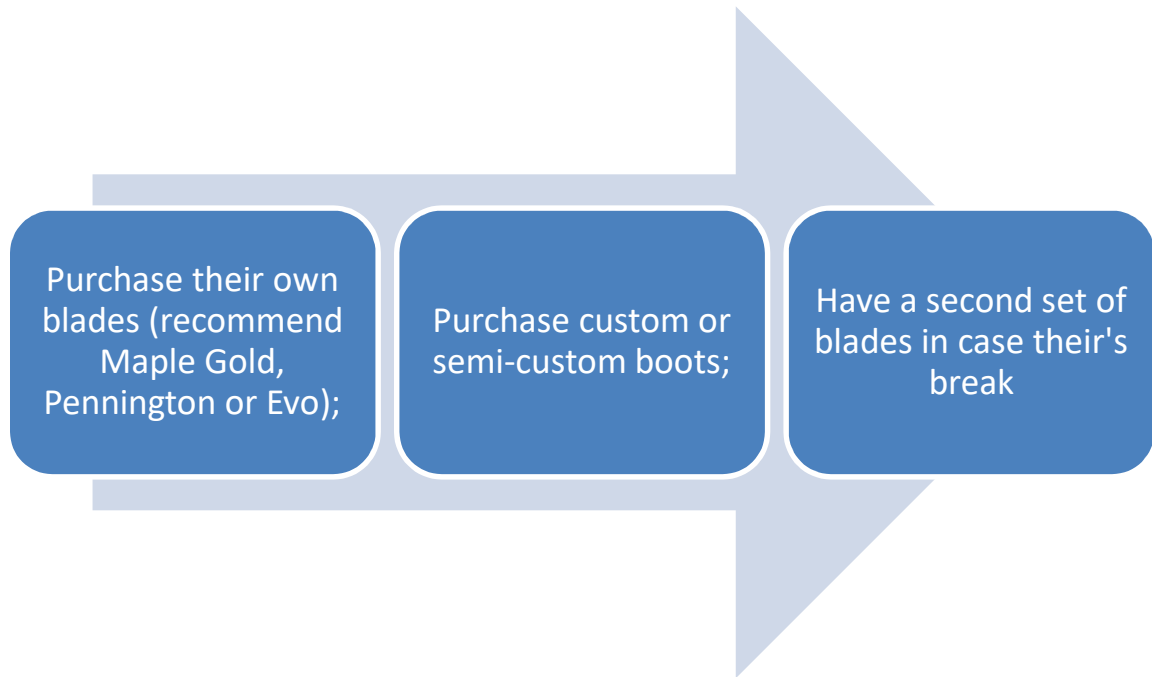 Purchase their own
blades (recommend
Maple Gold,
Pennington or Evo);
Purchase custom or
semi-custom boots;
Have a second set of
blades in case their's
break